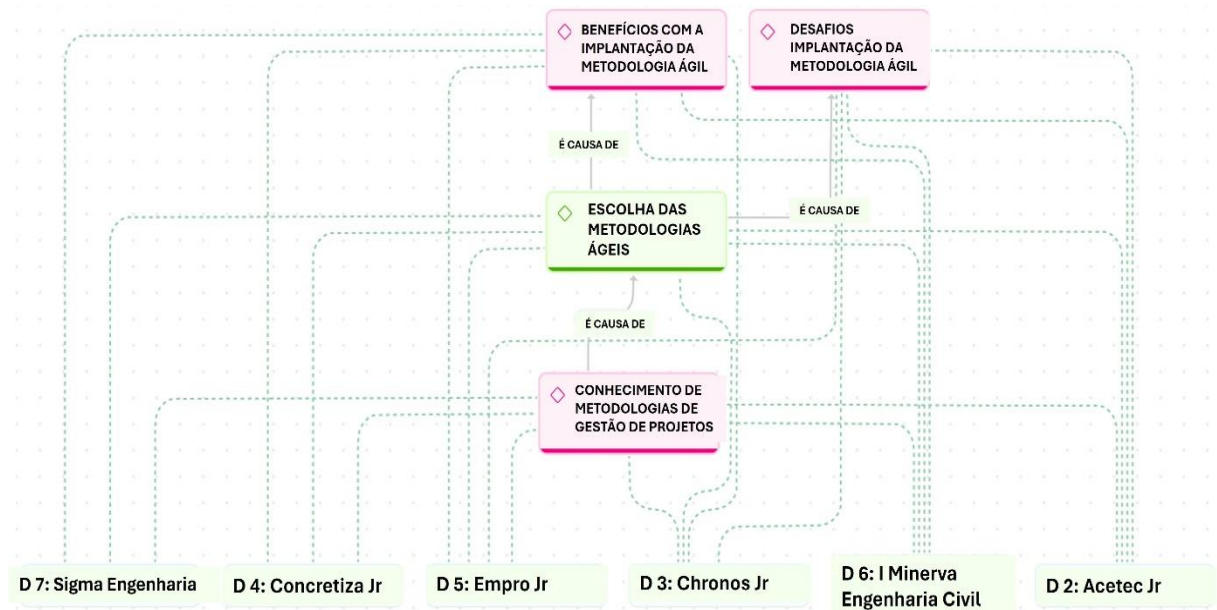 BENEFÍCIOS COM A
IMPLANTAÇÃO DA
METODOLOGIA ÁGIL
DESAFIOS
IMPLANTAÇÃO DA
METODOLOGIA ÁGIL
É CAUSA DE
ESCOLHA DAS
METODOLOGIAS
ÁGEIS
É CAUSA DE
É CAUSA DE
CONHECIMENTO DE
METODOLOGIAS DE
GESTÃO DE PROJETOS
D 7: Sigma Engenharia
D 4: Concretiza Jr
D 5: Empro Jr
D 3: Chronos Jr
D 6: I Minerva
Engenharia Civil
D 2: Acetec Jr